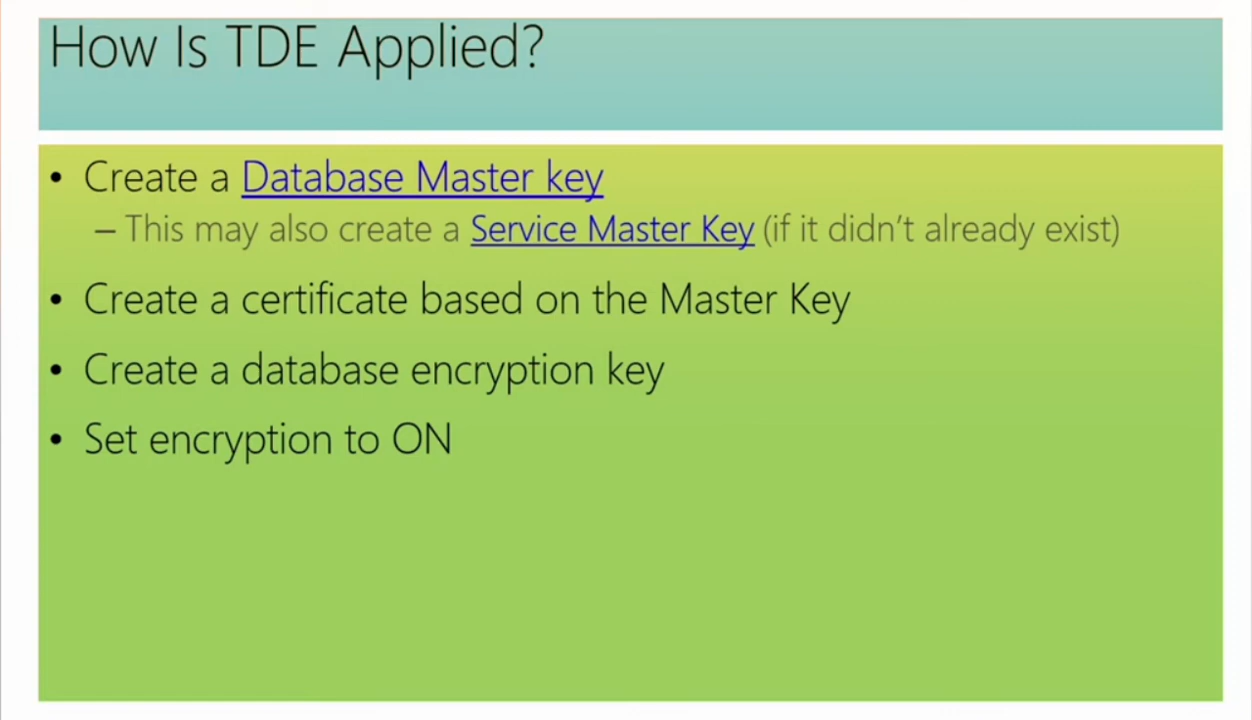 How Is TDE Applied?
• Create a Database Master key
– This may also create a Service Master Key (if it didn't already exist)
• Create a certificate based on the Master Key
• Create a database encryption key
• Set encryption to ON